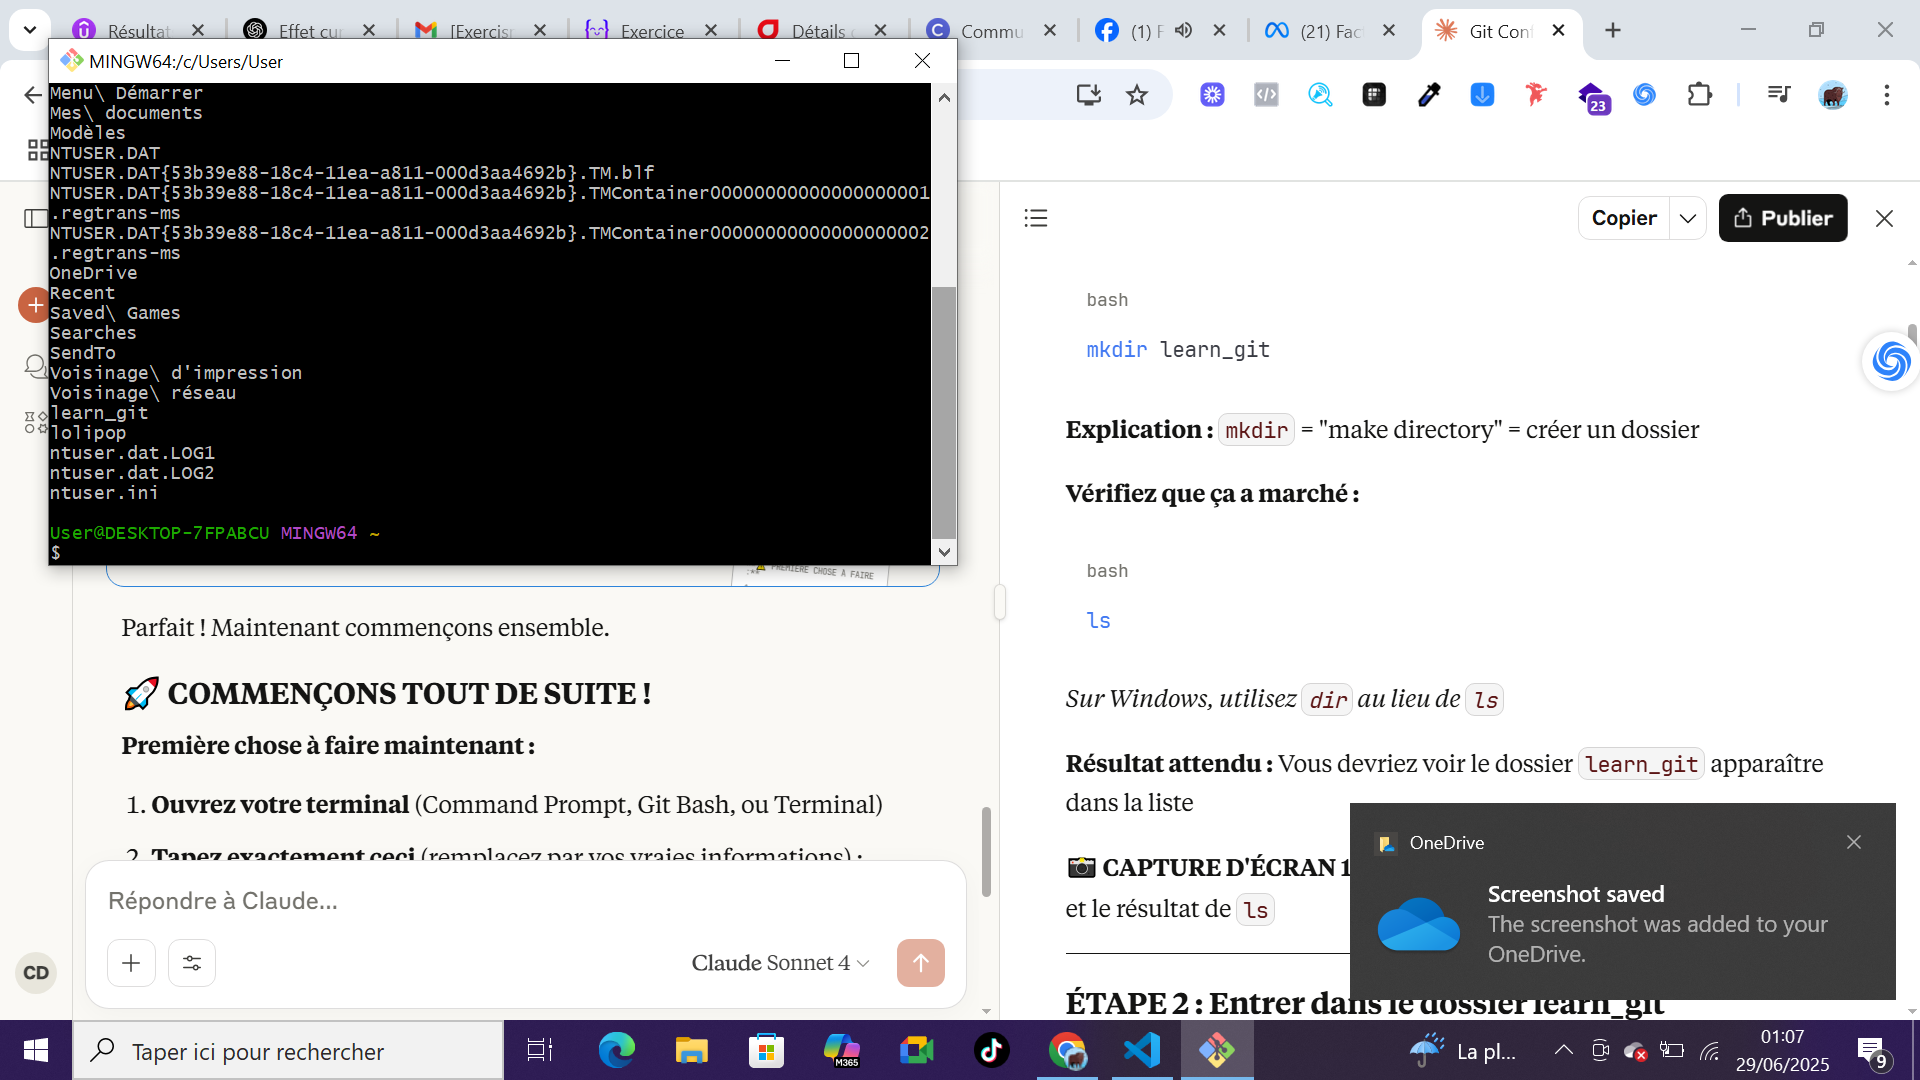 Résultat
Effet cu
[Exercis
Exercice
Détails
Commu
(1) F
(21) Fac
Git Conf
23
MINGW64:/c/Users/User
Menu\ Démarrer
Mes\ documents
Modèles
NTUSER.DAT
NTUSER.DAT{53b39e88-18c4-11ea-a811-000d3aa4692b}.TM.blf
NTUSER.DAT{53b39e88-18c4-11ea-a811-000d3aa4692b}.TMContainer00000000000000000001
.regtrans-ms
NTUSER.DAT{53b39e88-18c4-11ea-a811-000d3aa4692b}.TMContainer00000000000000000002
.regtrans-ms
OneDrive
Recent
Saved\ Games
Searches
SendTo
Voisinage\ d'impression
Voisinage\ réseau
learn_git
lolipop
ntuser.dat.LOG1
ntuser.dat.LOG2
ntuser.ini
User@DESKTOP-7FPABCU MINGW64 ~
$
PREMIÈRE CHOSE À FAIRE
Parfait ! Maintenant commençons ensemble.
🚀 COMMENÇONS TOUT DE SUITE !
Première chose à faire maintenant :
1. Ouvrez votre terminal (Command Prompt, Git Bash, ou Terminal)
2. Tapez exactement ceci (remplacez par vos vraies informations) :
Répondre à Claude...
Claude Sonnet 4
CD
Copier
Publier
bash
mkdir learn_git
Explication : mkdir = "make directory" = créer un dossier
Vérifiez que ça a marché :
bash
ls
Sur Windows, utilisez dir au lieu de ls
Résultat attendu : Vous devriez voir le dossier learn_git apparaître
dans la liste
📷 CAPTURE D'ÉCRAN 1
et le résultat de ls
ÉTAPE 2 : Entrer dans le dossier learn_git
OneDrive
Screenshot saved
The screenshot was added to your
OneDrive.
Taper ici pour rechercher
M365
La pl...
01:07
29/06/2025
9